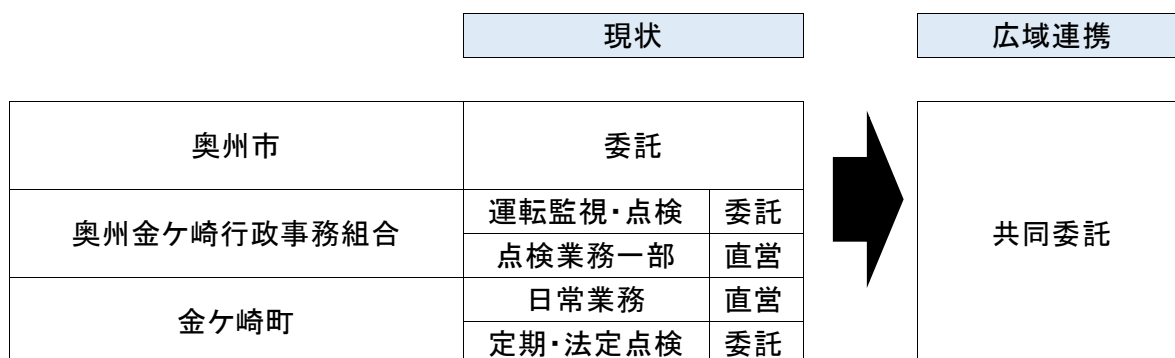 現状
広域連携
奥州市
委託
奥州金ケ崎行政事務組合
運転監視・点検
委託
点検業務一部
直営
金ケ崎町
日常業務
直営
定期・法定点検
委託
共同委託